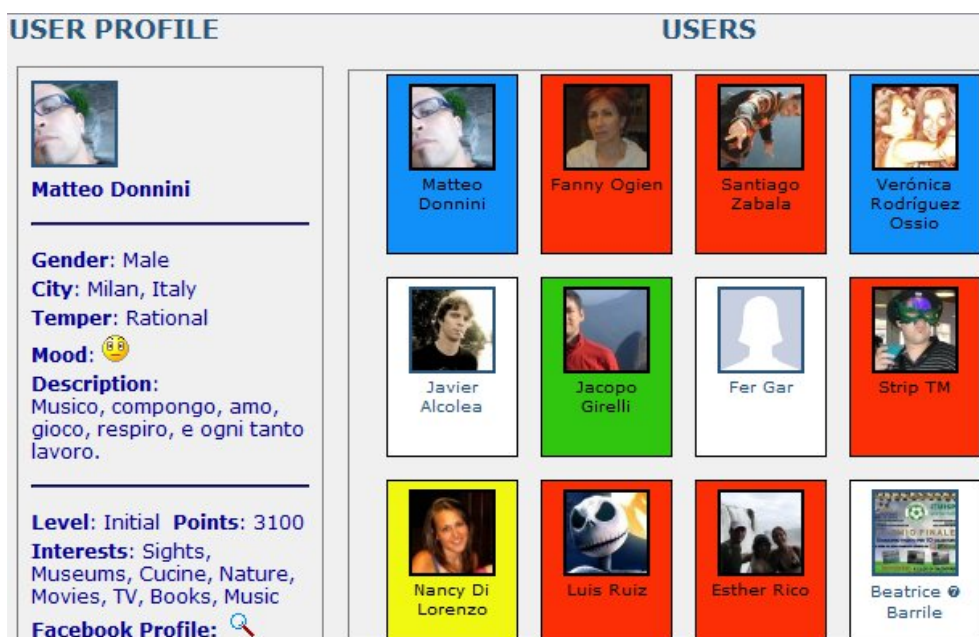 USER PROFILE
USERS
Matteo Donnini
Gender: Male
City: Milan, Italy
Temper: Rational
Mood:
Description:
Musico, compongo, amo,
gioco, respiro, e ogni tanto
lavoro.
Level: Initial Points: 3100
Interests: Sights,
Museums, Cucine, Nature,
Movies, TV, Books, Music
Facebook Profile:
Matteo
Donnini
Fanny Ogien
Santiago
Zabala
Verónica
Rodríguez
Ossio
Javier
Alcolea
Jacopo
Girelli
Fer Gar
Strip TM
Nancy Di
Lorenzo
Luis Ruiz
Esther Rico
FINALE
Beatrice
Barrile